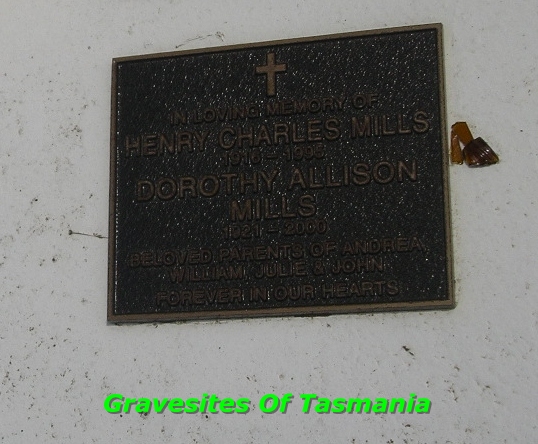 IN LOVING MEMORY OF
HENRY CHARLES MILLS
DOROTHY ALLISON
MILLS
1921 - 2000
BELOVED PARENTS OF ANDREA,
WILLIAM, JULIE & JOHN
FOREVER IN OUR HEARTS
Gravesites Of Tasmania